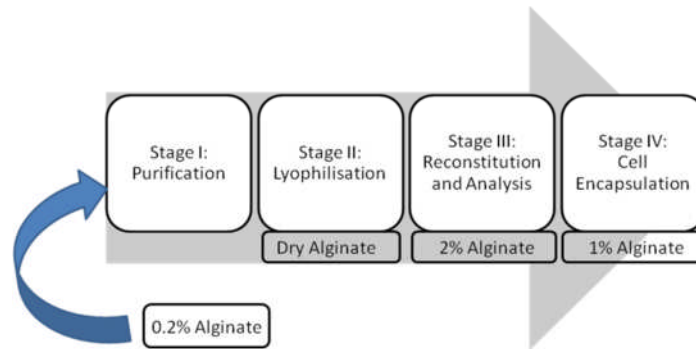 Stage I:
Purification
Stage II:
Lyophilisation
Stage III:
Reconstitution
and Analysis
Stage IV:
Cell
Encapsulation
Dry Alginate
2% Alginate
1% Alginate
0.2% Alginate